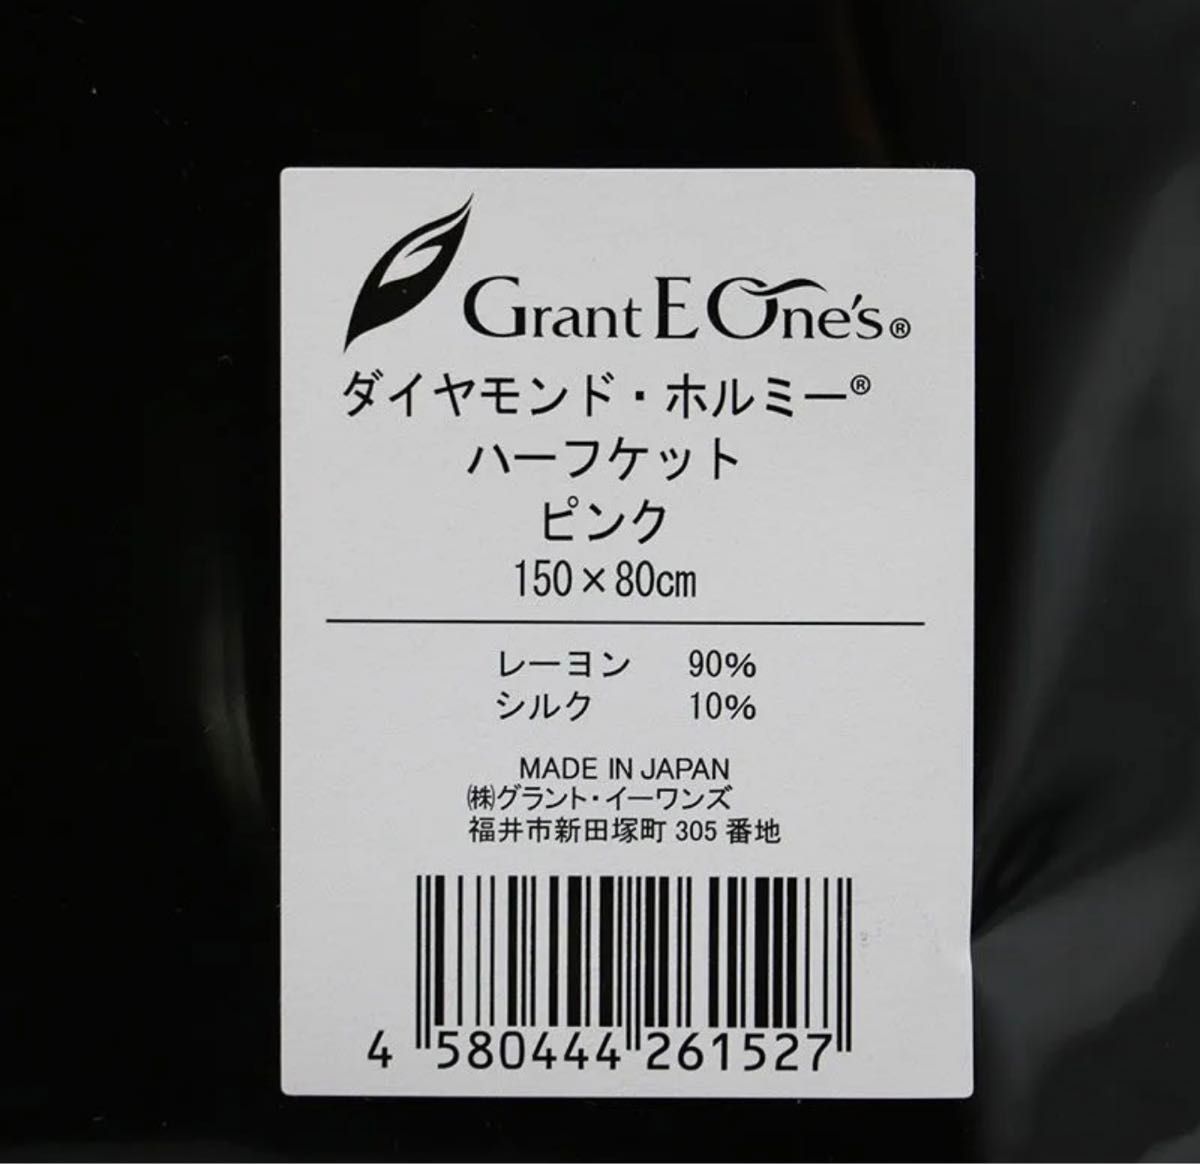 Grant E One's®
ダイヤモンド・ホルミー®
ハーフケット
ピンク
150×80cm
レーヨン 90%
シルク 10%
MADE IN JAPAN
㈱グラント・イーワンズ
福井市新田塚町 305 番地
4 580444 261527